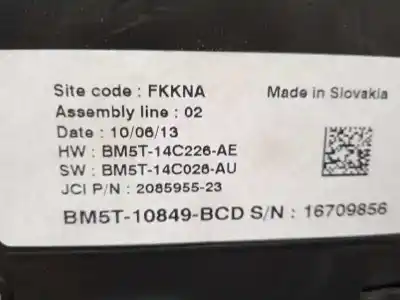 Site code : FKKNA Made in Slovakia
Assembly line : 02
Date : 10/06/13
HW : BM5T-14C226-AE
SW : BM5T-14C026-AU
JCI P/N : 2085955-23
BM5T-10849-BCD S/N : 16709856